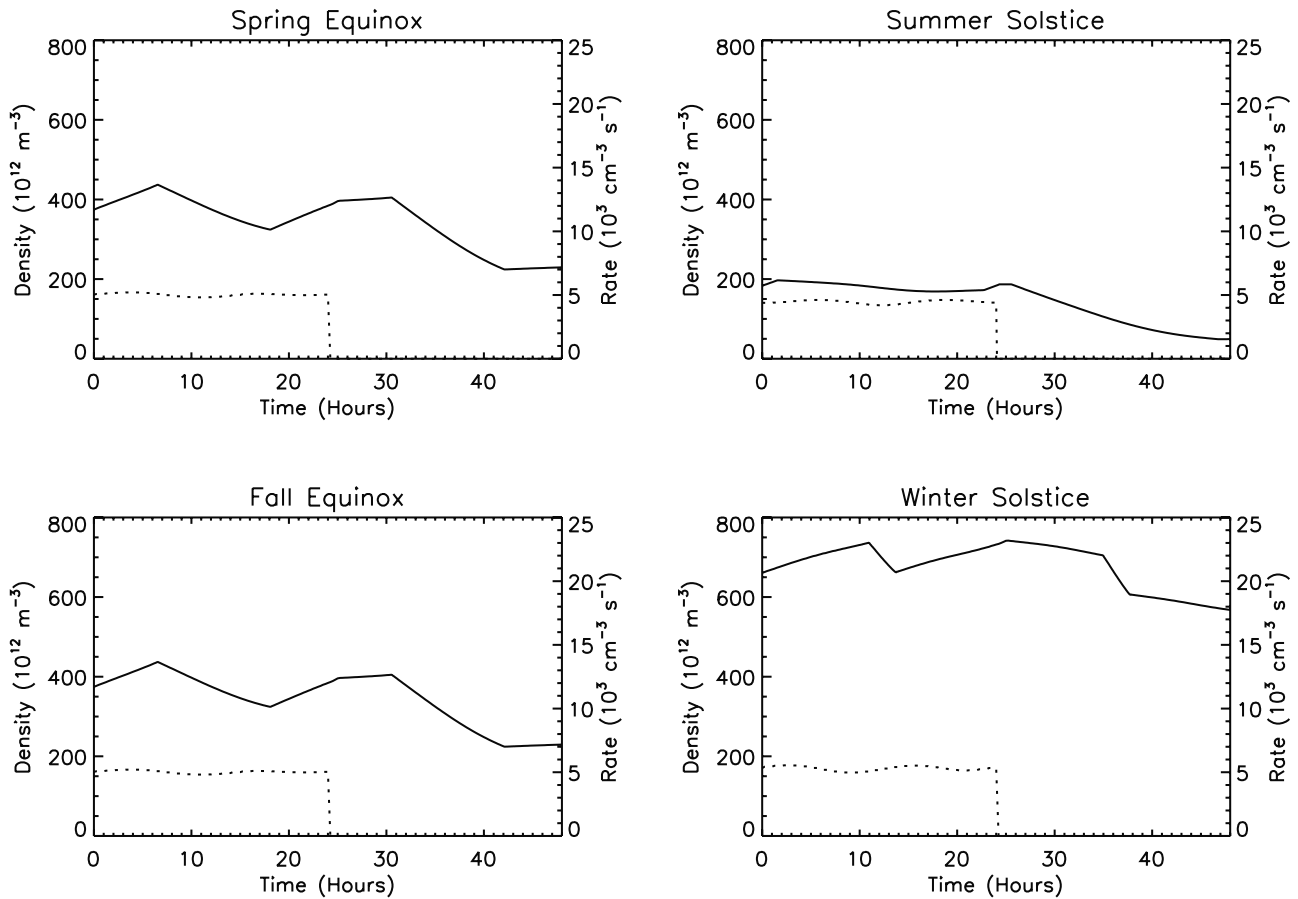 Spring Equinox
800
600
400
200
0
25
20
15
10
5
0
Density (10¹² m⁻³)
Rate (10³ cm⁻³ s⁻¹)
0 10 20 30 40
Time (Hours)
Summer Solstice
800
600
400
200
0
25
20
15
10
5
0
Density (10¹² m⁻³)
Rate (10³ cm⁻³ s⁻¹)
0 10 20 30 40
Time (Hours)
Fall Equinox
800
600
400
200
0
25
20
15
10
5
0
Density (10¹² m⁻³)
Rate (10³ cm⁻³ s⁻¹)
0 10 20 30 40
Time (Hours)
Winter Solstice
800
600
400
200
0
25
20
15
10
5
0
Density (10¹² m⁻³)
Rate (10³ cm⁻³ s⁻¹)
0 10 20 30 40
Time (Hours)